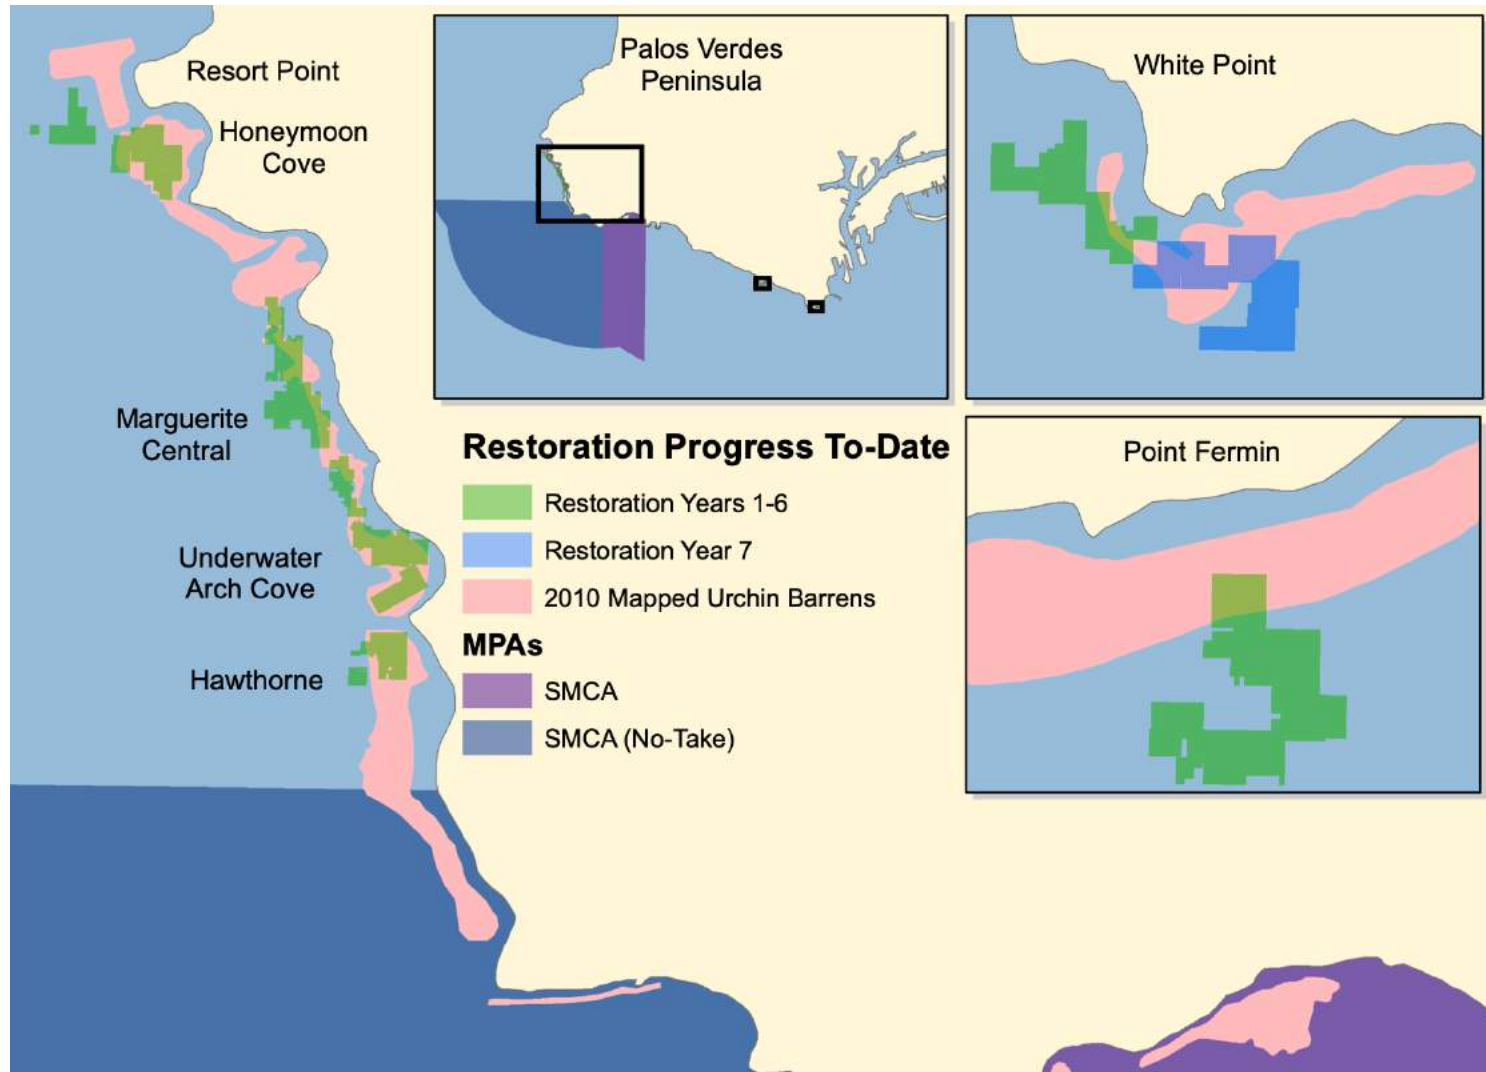 Resort Point
Honeymoon
Cove
Marguerite
Central
Underwater
Arch Cove
Hawthorne
Palos Verdes
Peninsula
White Point
Point Fermin
Restoration Progress To-Date
Restoration Years 1-6
Restoration Year 7
2010 Mapped Urchin Barrens
MPAs
SMCA
SMCA (No-Take)